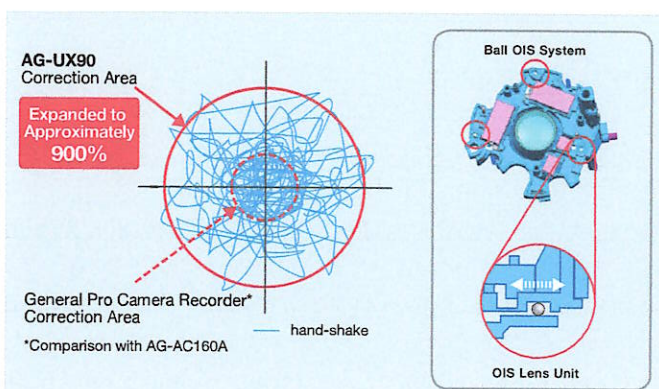 AG-UX90
Correction Area
Expanded to
Approximately
900%
General Pro Camera Recorder*
Correction Area
*Comparison with AG-AC160A
hand-shake
Ball OIS System
OIS Lens Unit